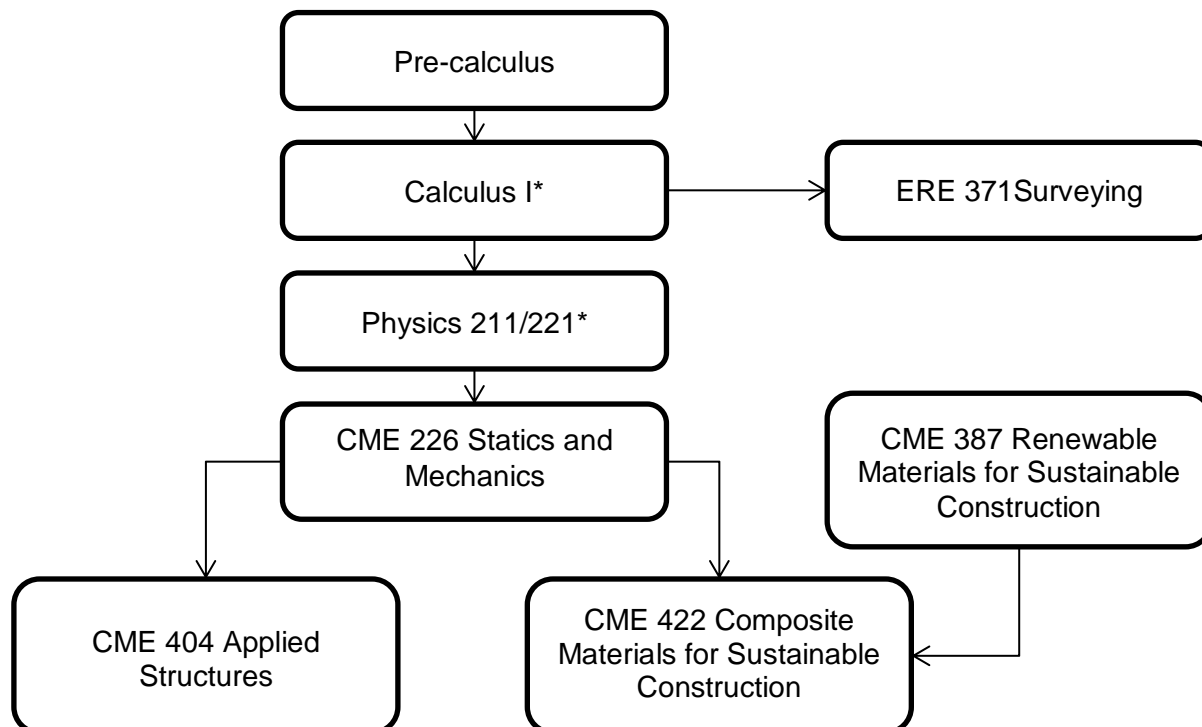 Pre-calculus
Calculus I*
ERE 371Surveying
Physics 211/221*
CME 226 Statics and
Mechanics
CME 387 Renewable
Materials for Sustainable
Construction
CME 404 Applied
Structures
CME 422 Composite
Materials for Sustainable
Construction